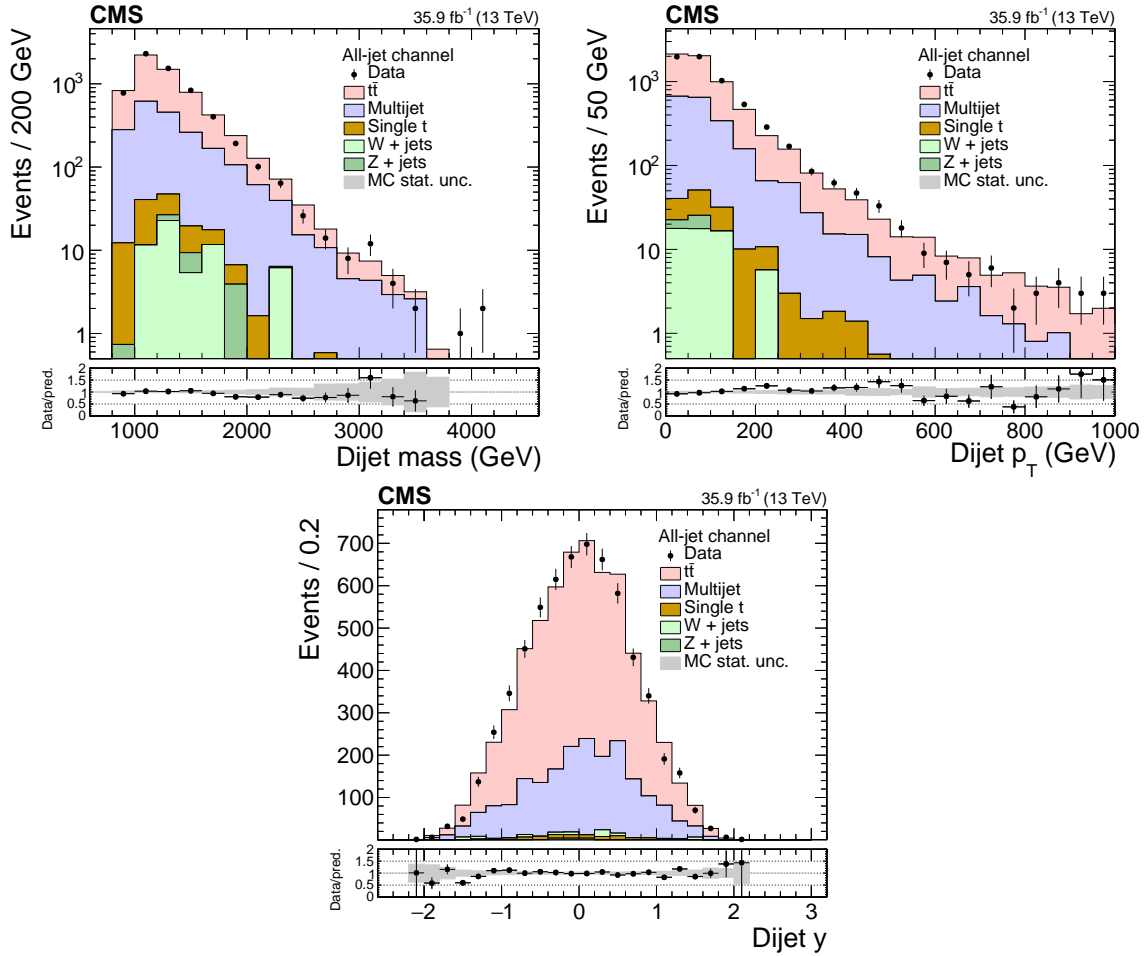 CMS
35.9 fb⁻¹ (13 TeV)
Events / 200 GeV
All-jet channel
Data
tt̄
Multijet
Single t
W + jets
Z + jets
MC stat. unc.
10³
10²
10
1
Data/pred.
2
1.5
1
0.5
0
1000 2000 3000 4000
Dijet mass (GeV)
CMS
35.9 fb⁻¹ (13 TeV)
Events / 50 GeV
All-jet channel
Data
tt̄
Multijet
Single t
W + jets
Z + jets
MC stat. unc.
10³
10²
10
1
Data/pred.
2
1.5
1
0.5
0
0 200 400 600 800 1000
Dijet p_T (GeV)
CMS
35.9 fb⁻¹ (13 TeV)
Events / 0.2
All-jet channel
Data
tt̄
Multijet
Single t
W + jets
Z + jets
MC stat. unc.
700
600
500
400
300
200
100
Data/pred.
2
1.5
1
0.5
0
−2 −1 0 1 2 3
Dijet y